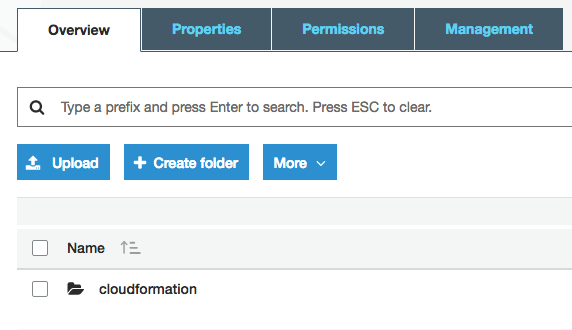 Overview Properties Permissions Management
Type a prefix and press Enter to search. Press ESC to clear.
Upload Create folder More
Name
cloudformation